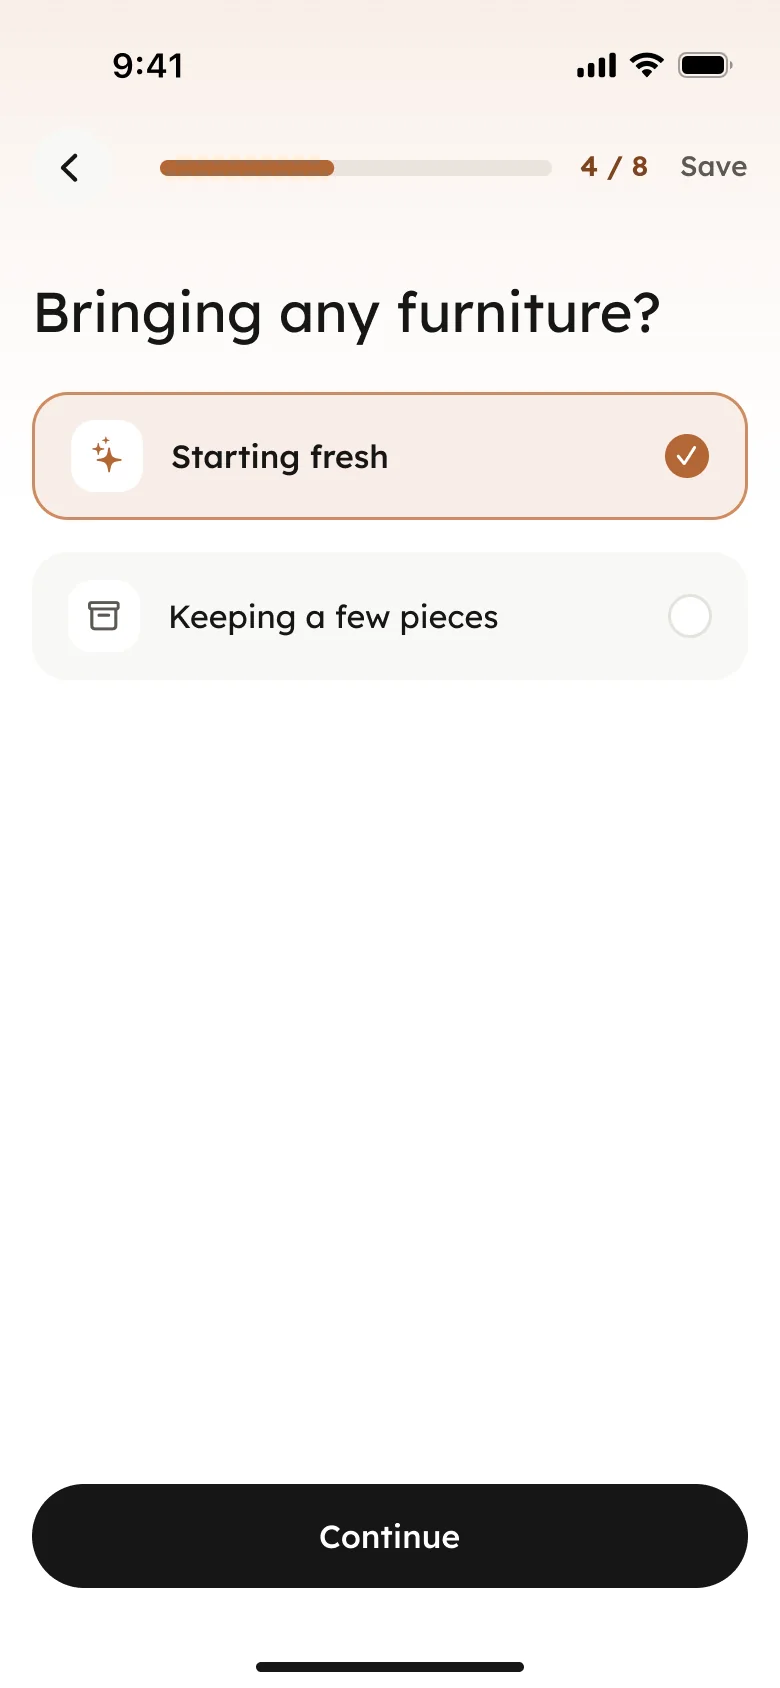 9:41
4 / 8 Save
Bringing any furniture?
Starting fresh
Keeping a few pieces
Continue